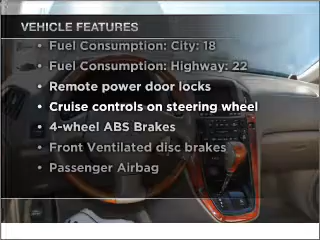 VEHICLE FEATURES
• Fuel Consumption: City: 18
• Fuel Consumption: Highway: 22
• Remote power door locks
• Cruise controls on steering wheel
• 4-wheel ABS Brakes
• Front Ventilated disc brakes
• Passenger Airbag